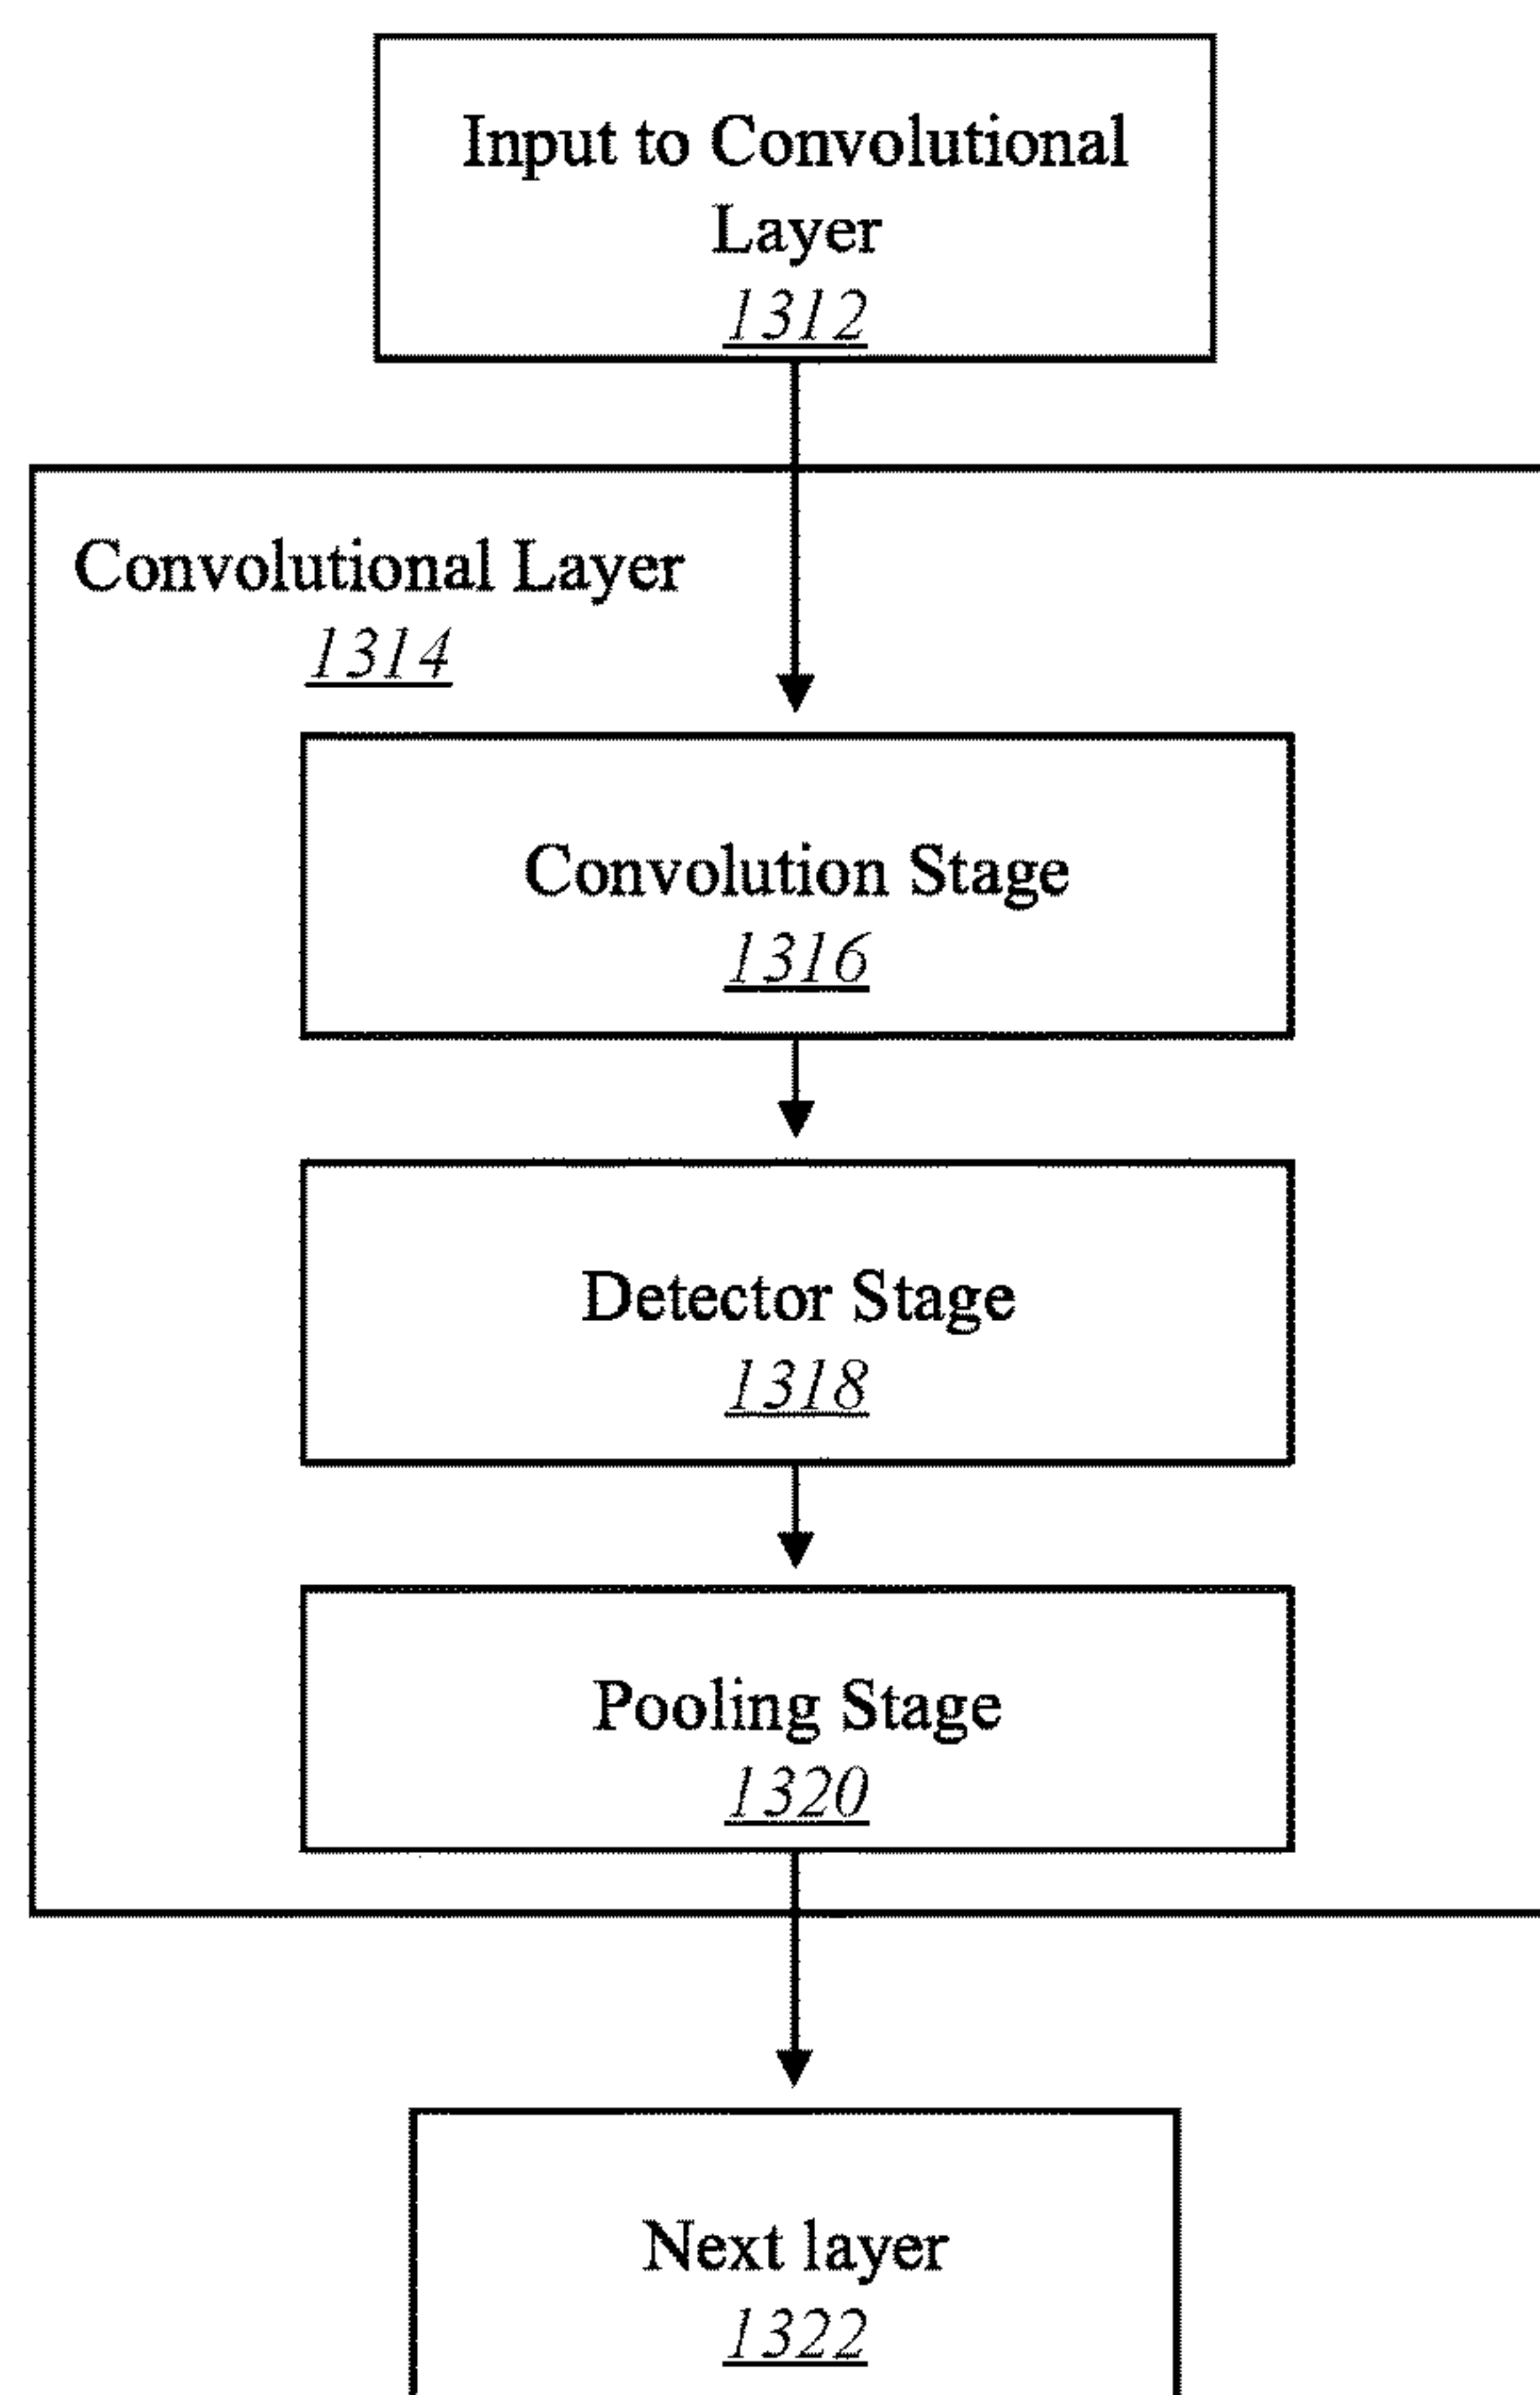 Input to Convolutional
Layer
1312
Convolutional Layer
1314
Convolution Stage
1316
Detector Stage
1318
Pooling Stage
1320
Next layer
1322